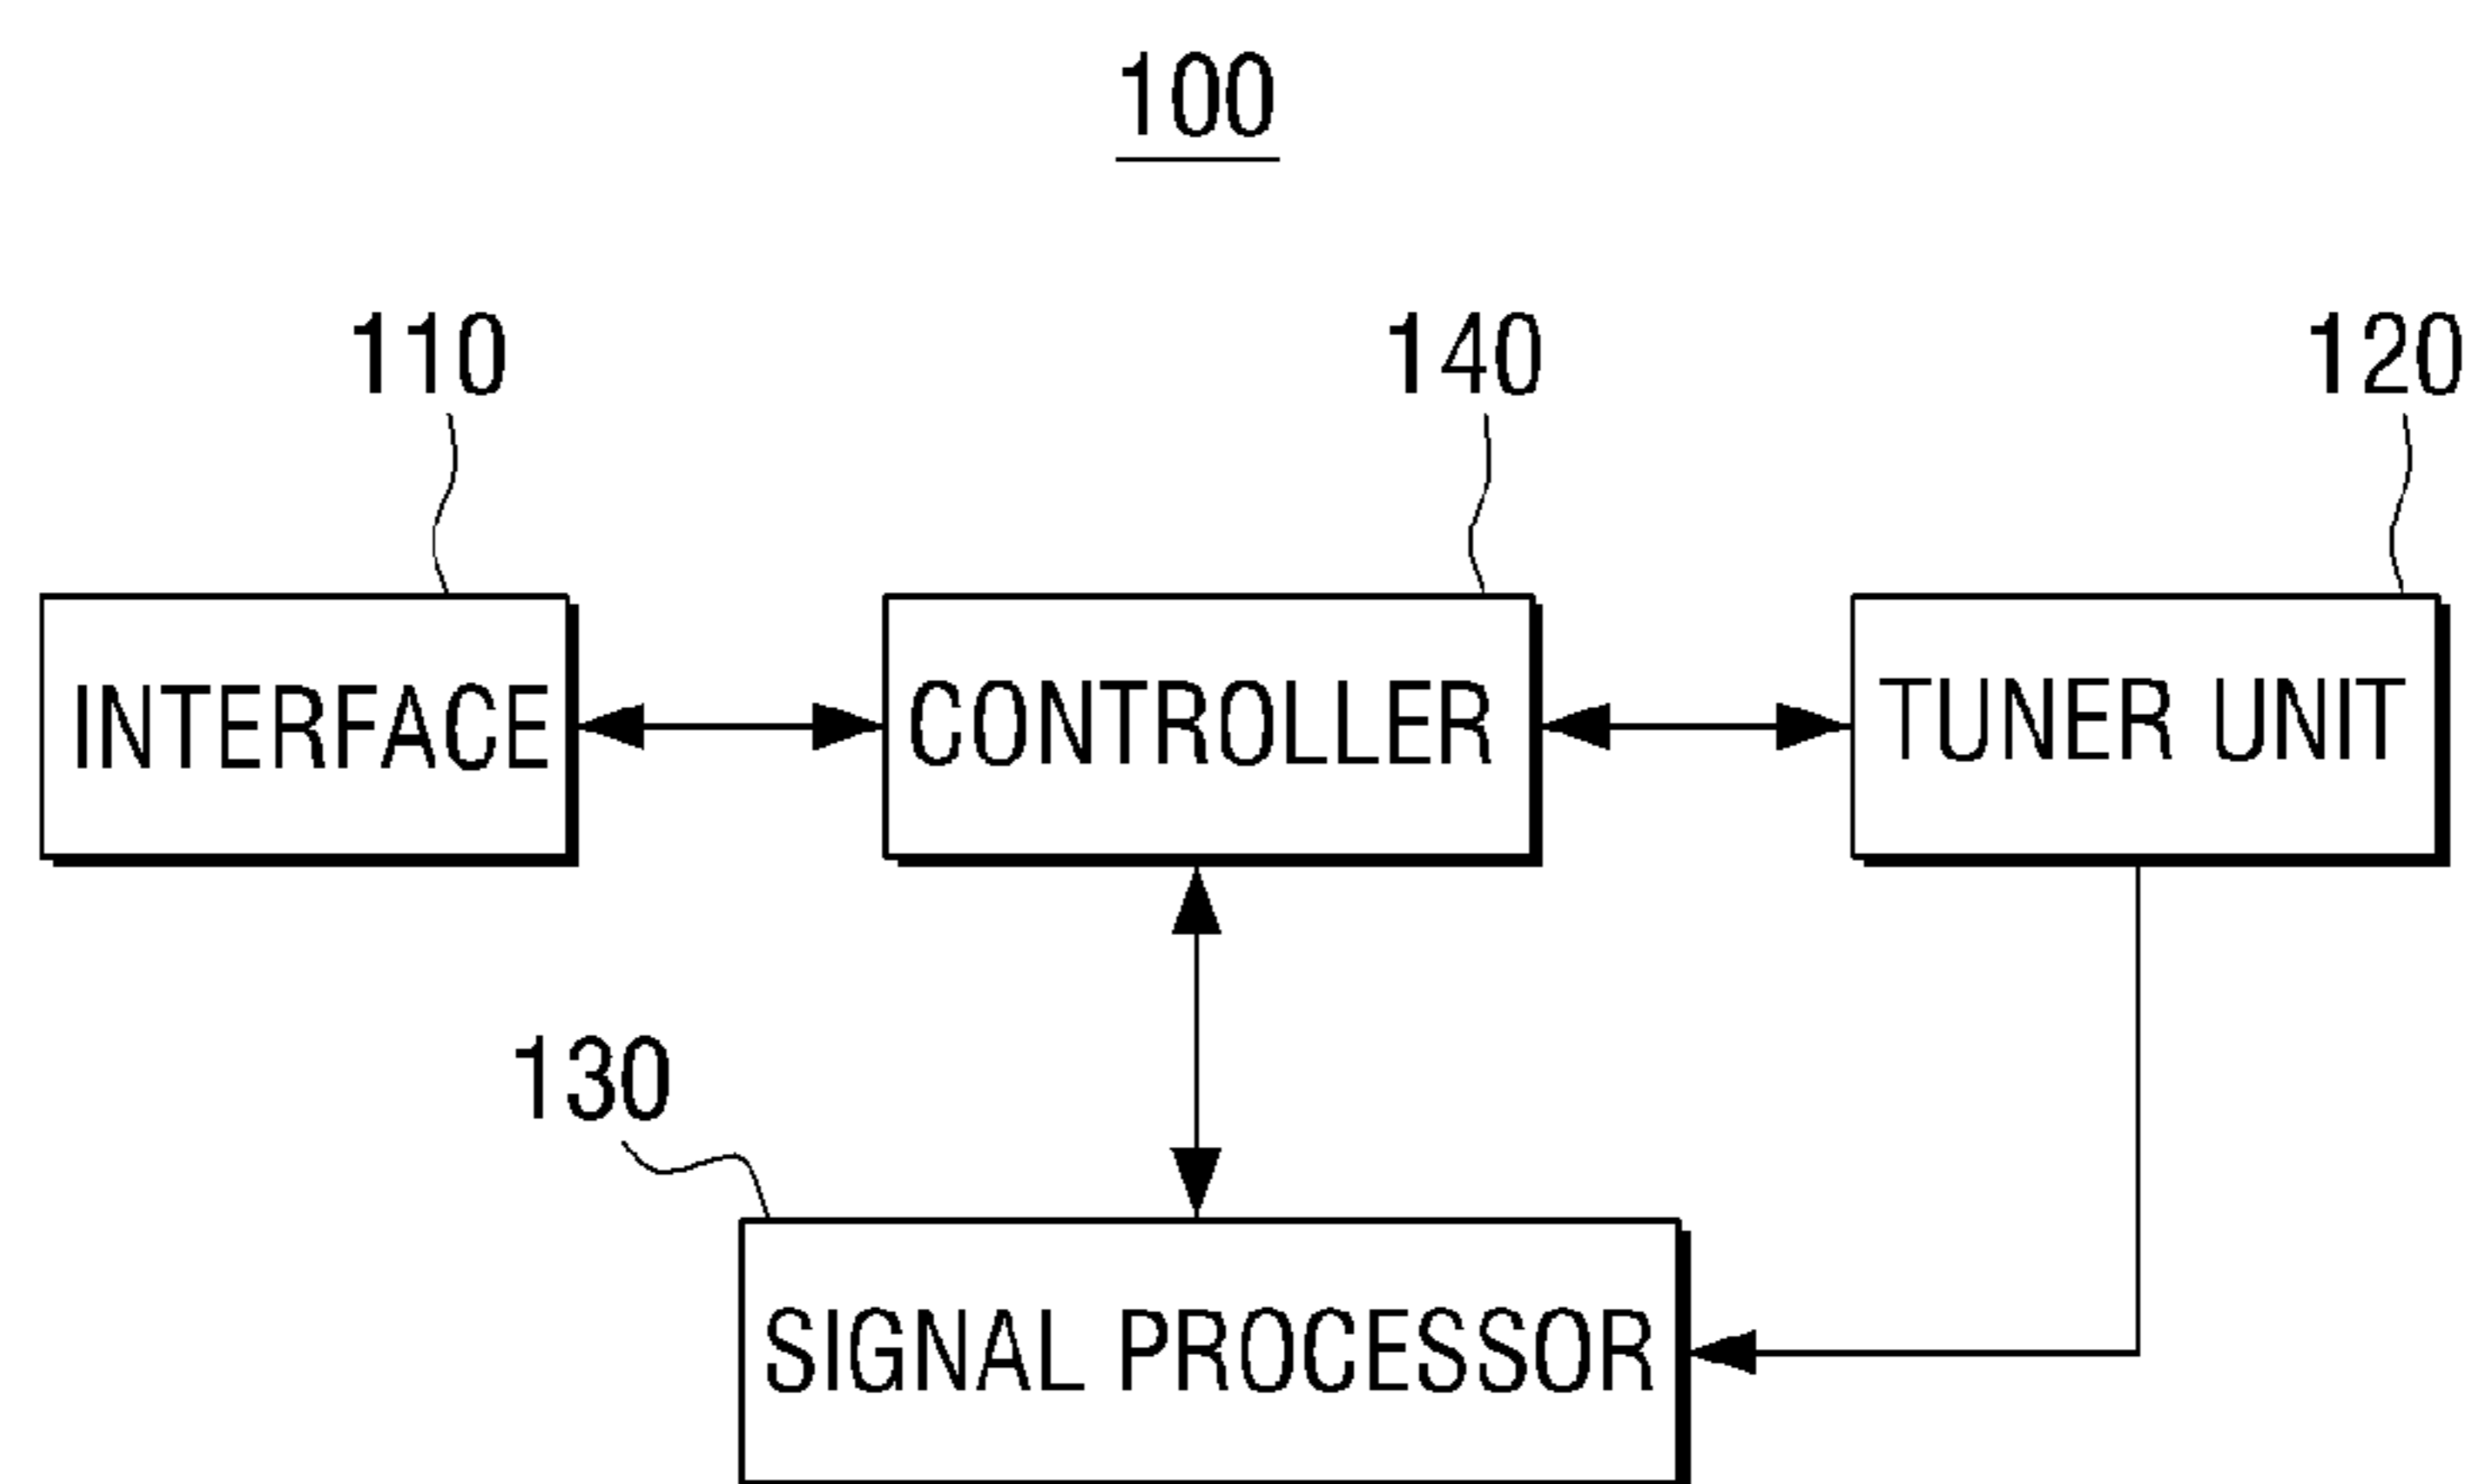 100
110
140
120
INTERFACE
CONTROLLER
TUNER UNIT
130
SIGNAL PROCESSOR